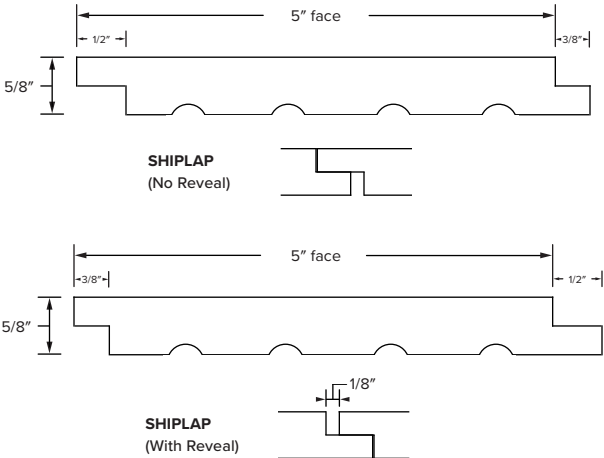 5″ face
1/2″
3/8″
5/8″
SHIPLAP
(No Reveal)
5″ face
3/8″
1/2″
5/8″
1/8″
SHIPLAP
(With Reveal)